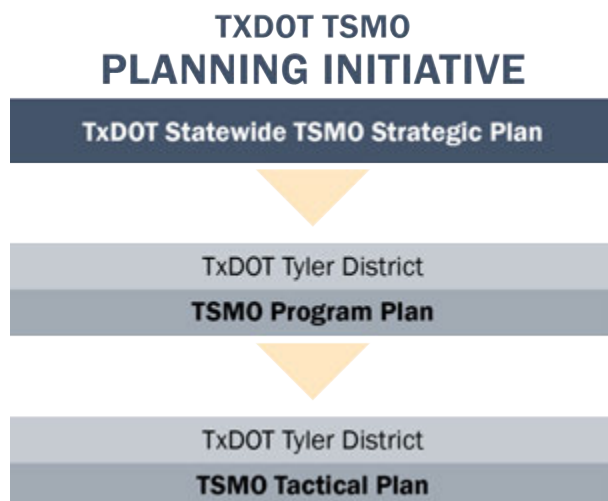 TXDOT TSMO
PLANNING INITIATIVE
TxDOT Statewide TSMO Strategic Plan
TxDOT Tyler District
TSMO Program Plan
TxDOT Tyler District
TSMO Tactical Plan